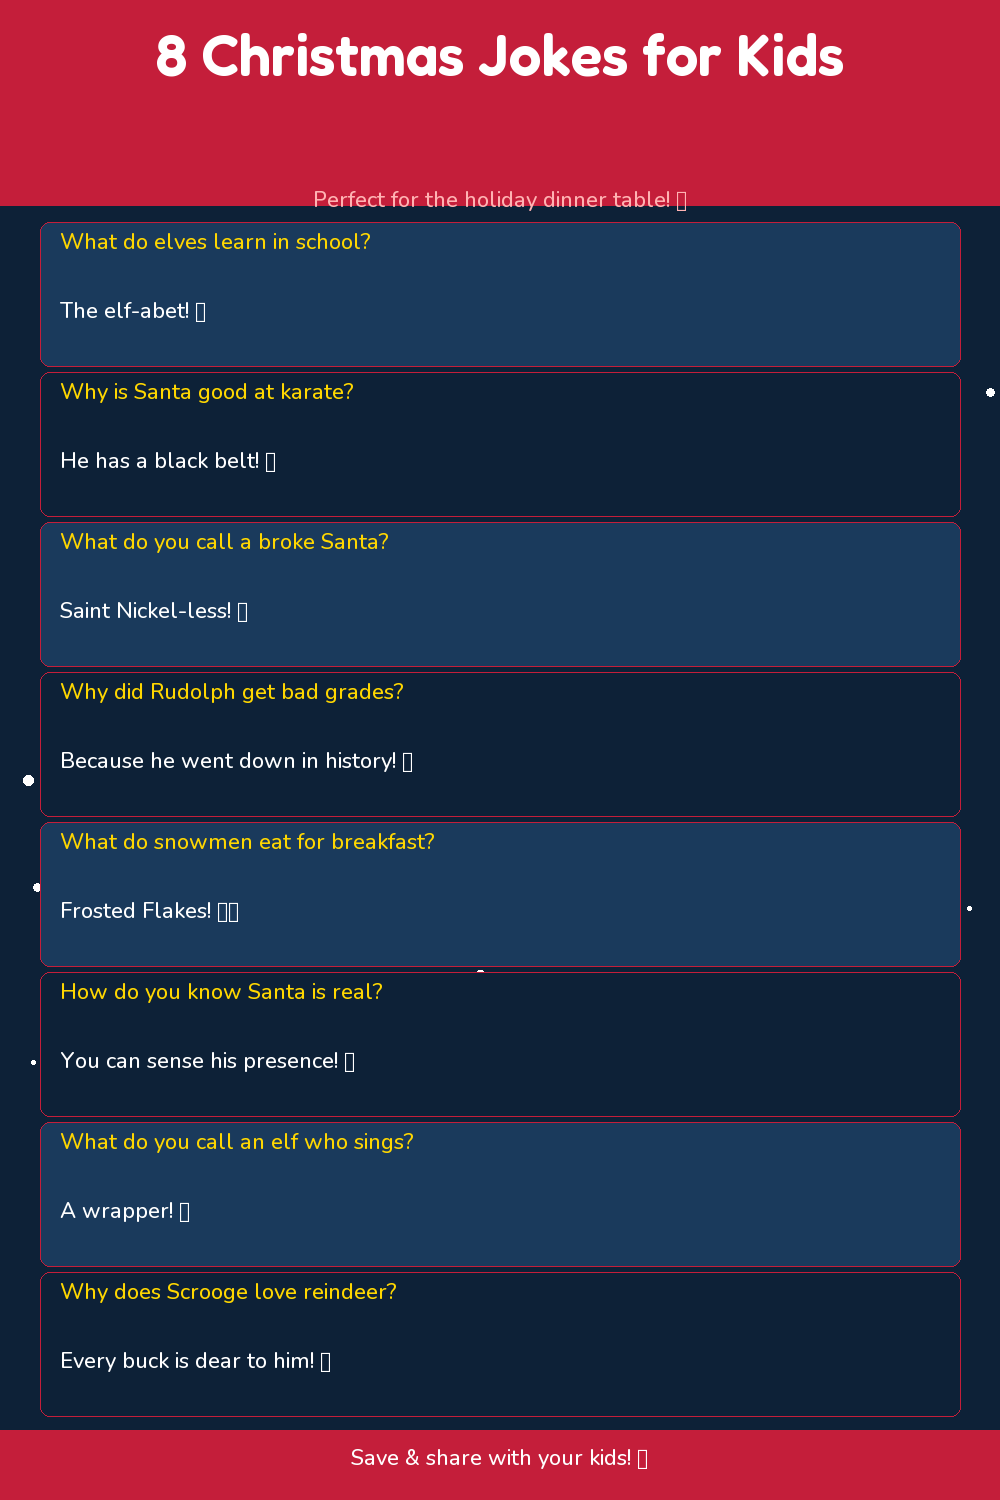 8 Christmas Jokes for Kids
Perfect for the holiday dinner table! 
What do elves learn in school?
The elf-abet! 
Why is Santa good at karate?
He has a black belt! 
What do you call a broke Santa?
Saint Nickel-less! 
Why did Rudolph get bad grades?
Because he went down in history! 
What do snowmen eat for breakfast?
Frosted Flakes! 
How do you know Santa is real?
You can sense his presence! 
What do you call an elf who sings?
A wrapper! 
Why does Scrooge love reindeer?
Every buck is dear to him! 
Save & share with your kids!